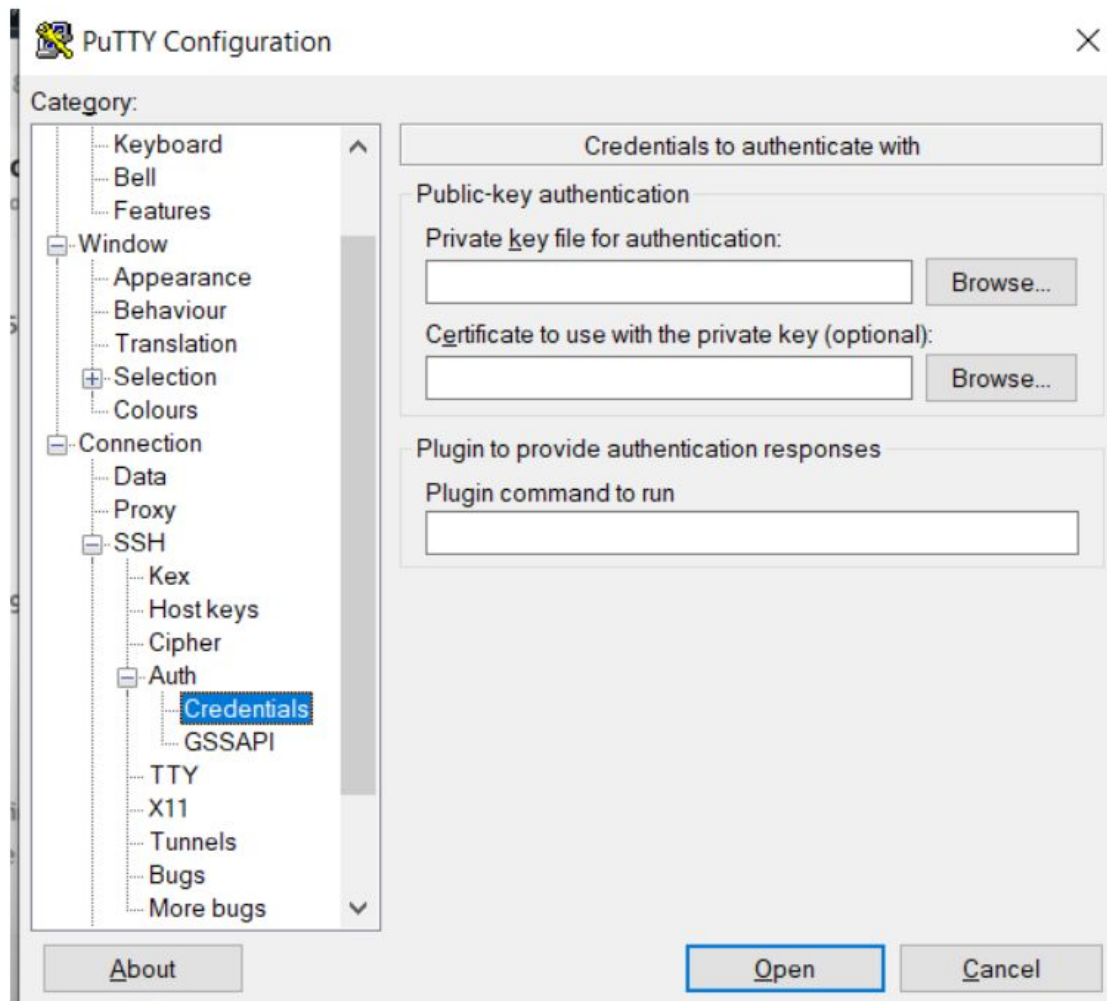 PuTTY Configuration
Category:
Keyboard
Bell
Features
Window
Appearance
Behaviour
Translation
Selection
Colours
Connection
Data
Proxy
SSH
Kex
Host keys
Cipher
Auth
Credentials
GSSAPI
TTY
X11
Tunnels
Bugs
More bugs
Credentials to authenticate with
Public-key authentication
Private key file for authentication:
Browse...
Certificate to use with the private key (optional):
Browse...
Plugin to provide authentication responses
Plugin command to run
About
Open
Cancel